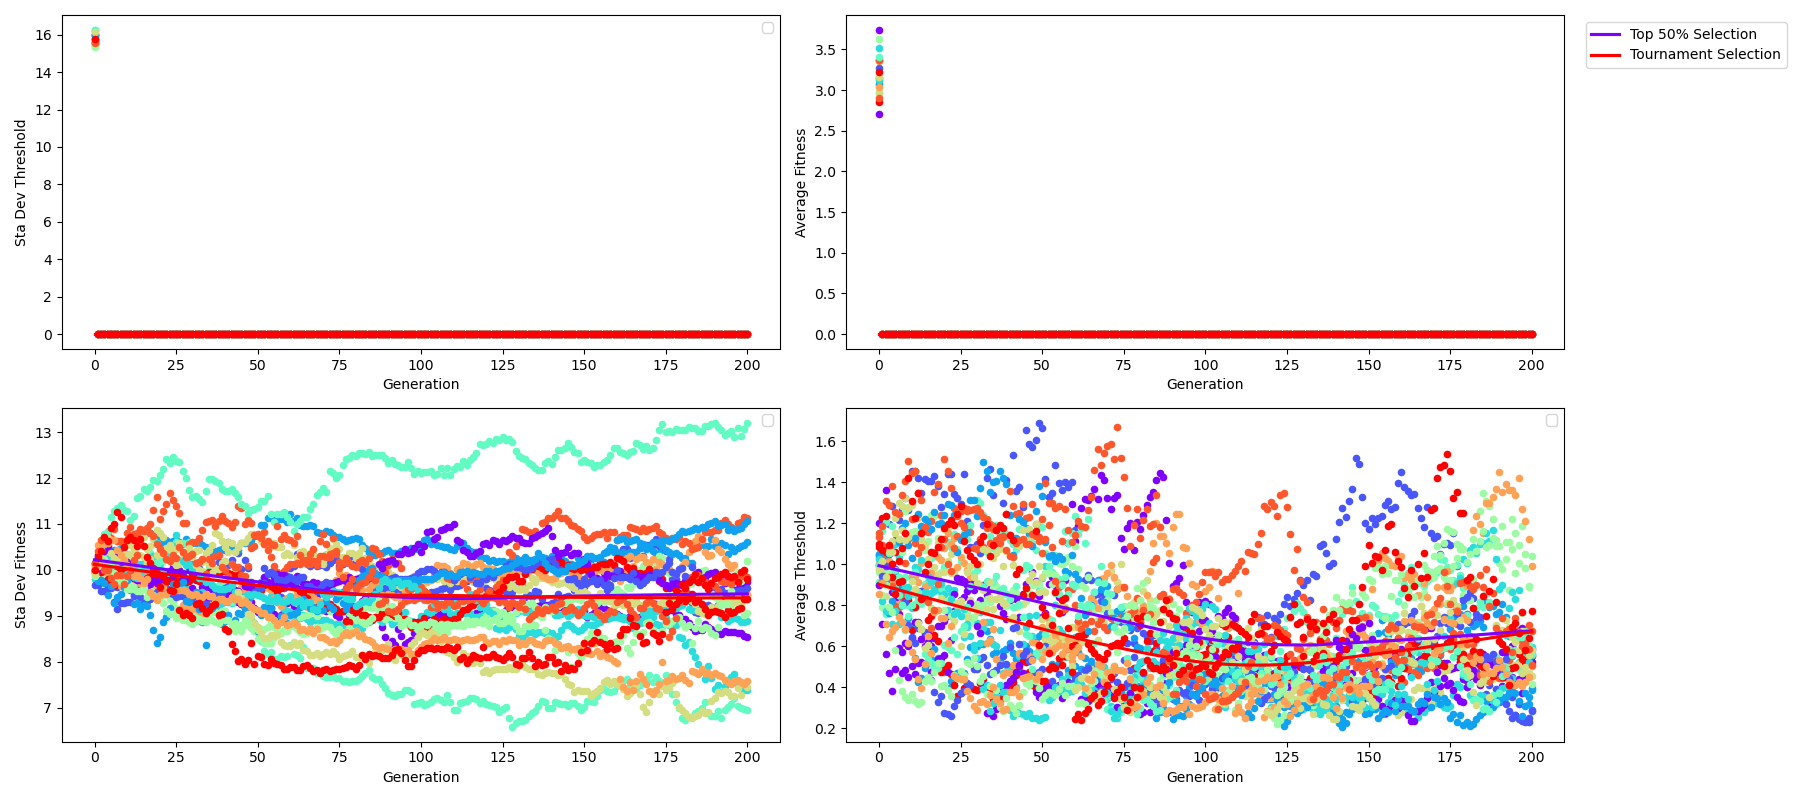 Sta Dev Threshold
16
14
12
10
8
6
4
2
0
0 25 50 75 100 125 150 175 200
Generation
Average Fitness
3.5
3.0
2.5
2.0
1.5
1.0
0.5
0.0
0 25 50 75 100 125 150 175 200
Generation
Top 50% Selection
Tournament Selection
Sta Dev Fitness
13
12
11
10
9
8
7
0 25 50 75 100 125 150 175 200
Generation
Average Threshold
1.6
1.4
1.2
1.0
0.8
0.6
0.4
0.2
0 25 50 75 100 125 150 175 200
Generation